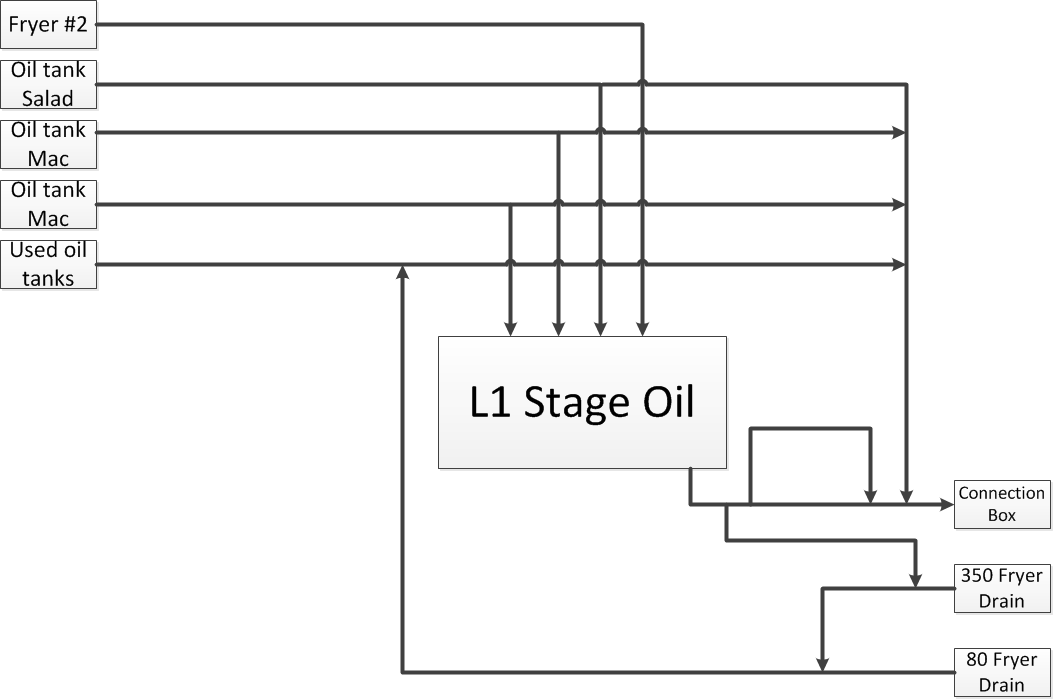 Fryer #2
Oil tank
Salad
Oil tank
Mac
Oil tank
Mac
Used oil
tanks
L1 Stage Oil
Connection
Box
350 Fryer
Drain
80 Fryer
Drain